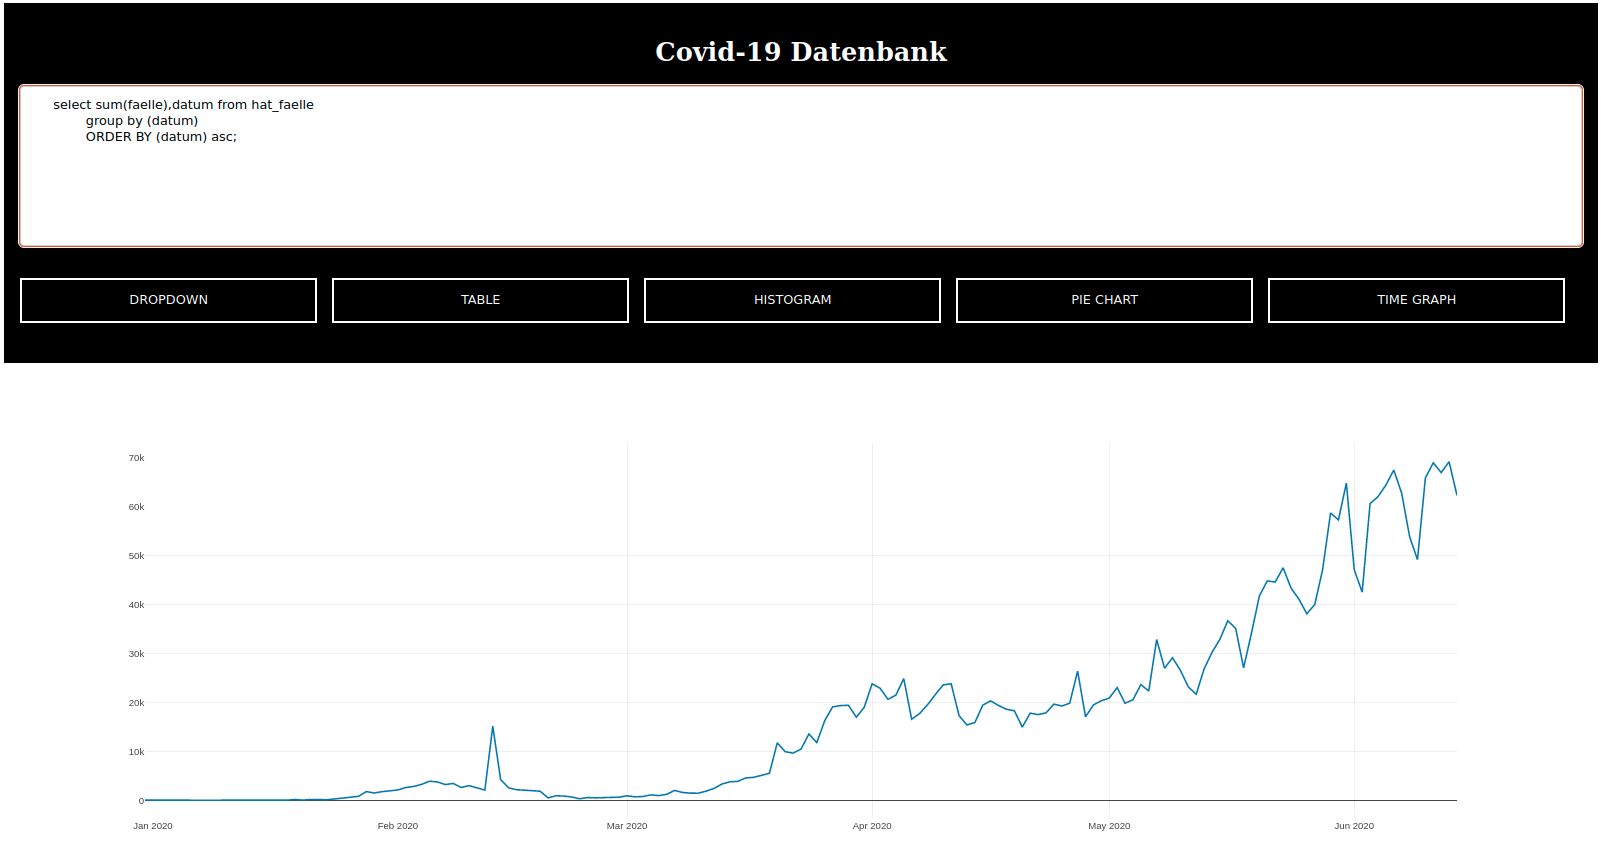 Covid-19 Datenbank
select sum(faelle),datum from hat_faelle
group by (datum)
ORDER BY (datum) asc;
DROPDOWN
TABLE
HISTOGRAM
PIE CHART
TIME GRAPH
70k
60k
50k
40k
30k
20k
10k
0
Jan 2020
Feb 2020
Mar 2020
Apr 2020
May 2020
Jun 2020